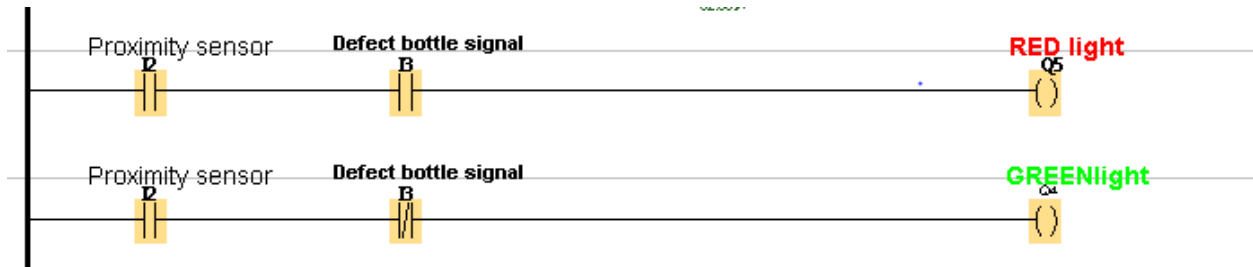 Proximity sensor Defect bottle signal RED light
I2 I3 Q5
Proximity sensor Defect bottle signal GREENlight
I2 I3 Q4